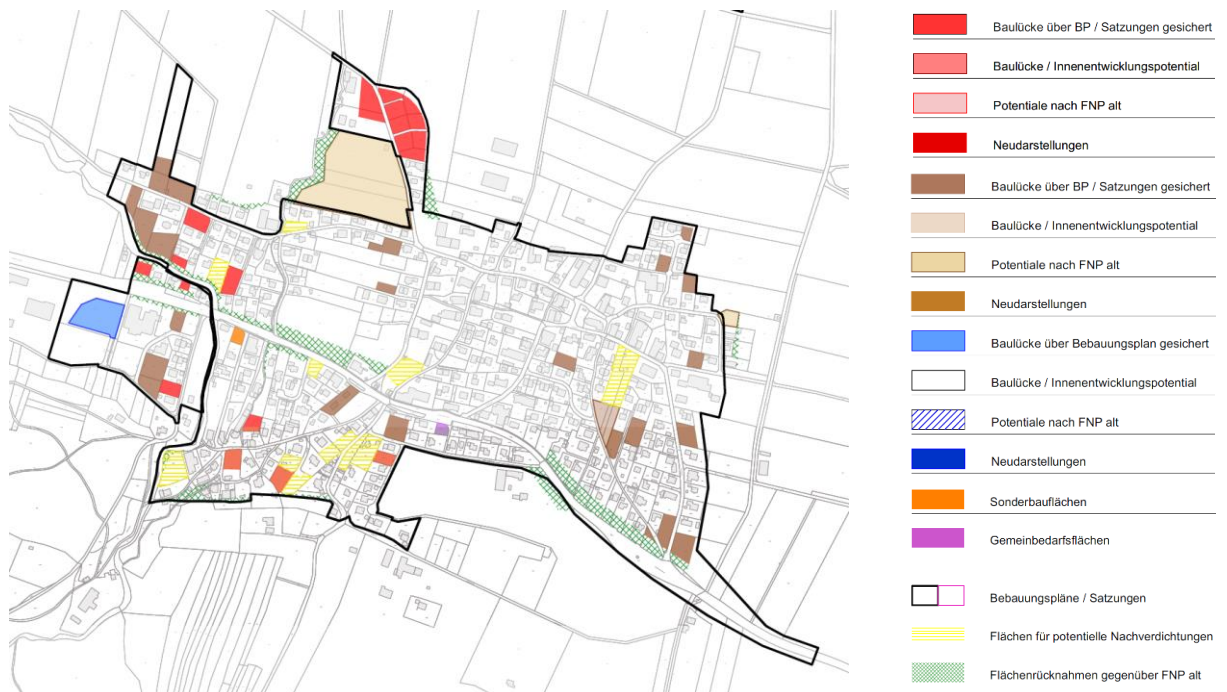 Baulücke über BP / Satzungen gesichert
Baulücke / Innenentwicklungspotential
Potentiale nach FNP alt
Neudarstellungen
Baulücke über BP / Satzungen gesichert
Baulücke / Innenentwicklungspotential
Potentiale nach FNP alt
Neudarstellungen
Baulücke über Bebauungsplan gesichert
Baulücke / Innenentwicklungspotential
Potentiale nach FNP alt
Neudarstellungen
Sonderbauflächen
Gemeinbedarfsflächen
Bebauungspläne / Satzungen
Flächen für potentielle Nachverdichtungen
Flächenrücknahmen gegenüber FNP alt